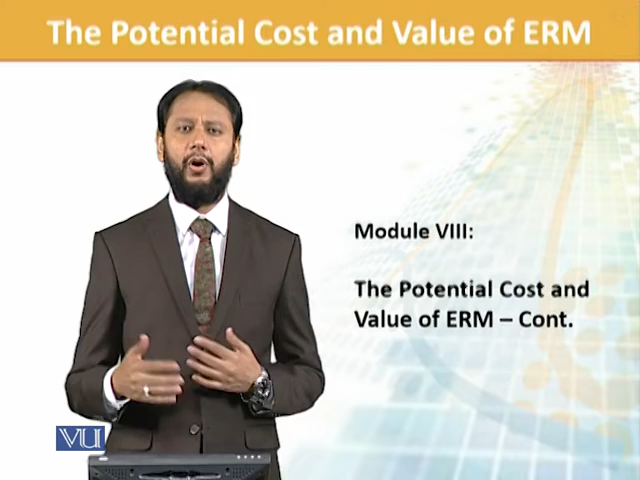 The Potential Cost and Value of ERM
Module VIII:
The Potential Cost and
Value of ERM – Cont.
VU